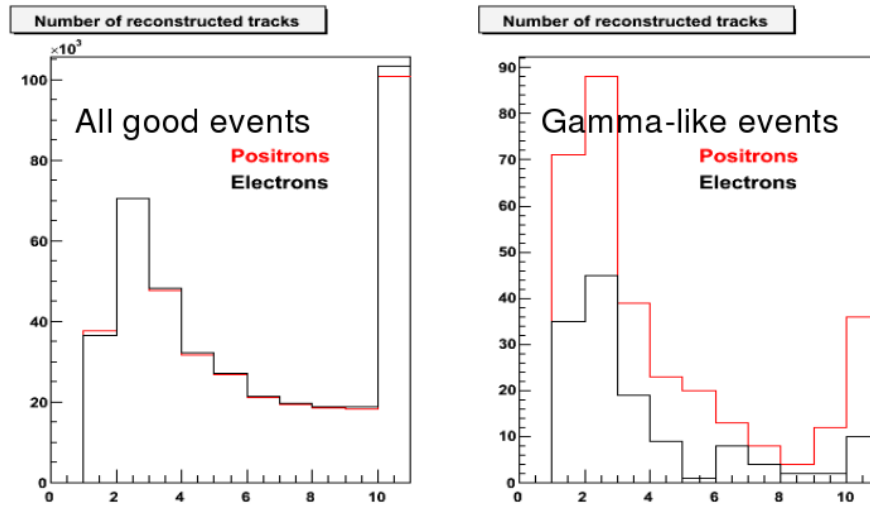 Number of reconstructed tracks
×10³
100
80
60
40
20
0
0 2 4 6 8 10
All good events
Positrons
Electrons
Number of reconstructed tracks
90
80
70
60
50
40
30
20
10
0
0 2 4 6 8 10
Gamma-like events
Positrons
Electrons